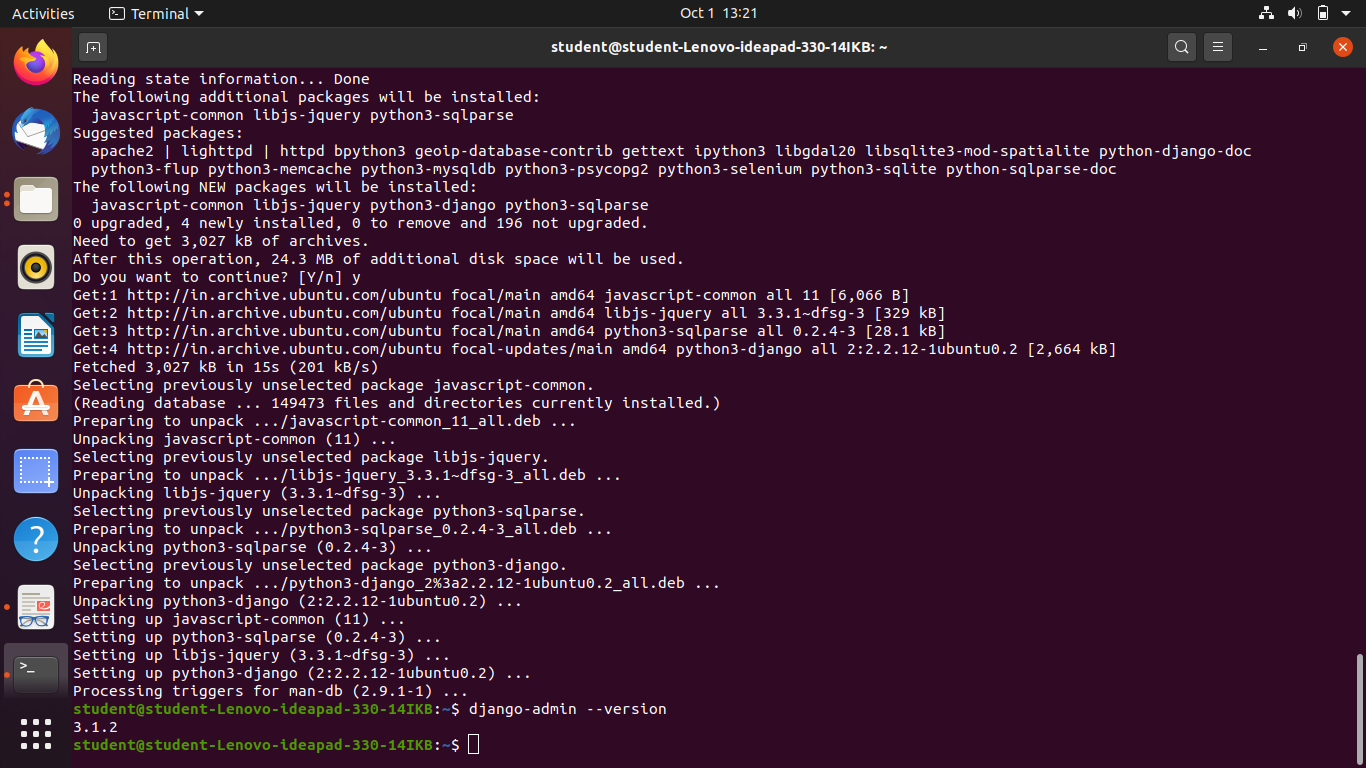 Activities Terminal Oct 1 13:21
student@student-Lenovo-ideapad-330-14IKB: ~
Reading state information... Done
The following additional packages will be installed:
  javascript-common libjs-jquery python3-sqlparse
Suggested packages:
  apache2 | lighttpd | httpd bpython3 geoip-database-contrib gettext ipython3 libgdal20 libsqlite3-mod-spatialite python-django-doc
  python3-flup python3-memcache python3-mysqldb python3-psycopg2 python3-selenium python3-sqlite python-sqlparse-doc
The following NEW packages will be installed:
  javascript-common libjs-jquery python3-django python3-sqlparse
0 upgraded, 4 newly installed, 0 to remove and 196 not upgraded.
Need to get 3,027 kB of archives.
After this operation, 24.3 MB of additional disk space will be used.
Do you want to continue? [Y/n] y
Get:1 http://in.archive.ubuntu.com/ubuntu focal/main amd64 javascript-common all 11 [6,066 B]
Get:2 http://in.archive.ubuntu.com/ubuntu focal/main amd64 libjs-jquery all 3.3.1~dfsg-3 [329 kB]
Get:3 http://in.archive.ubuntu.com/ubuntu focal/main amd64 python3-sqlparse all 0.2.4-3 [28.1 kB]
Get:4 http://in.archive.ubuntu.com/ubuntu focal-updates/main amd64 python3-django all 2:2.2.12-1ubuntu0.2 [2,664 kB]
Fetched 3,027 kB in 15s (201 kB/s)
Selecting previously unselected package javascript-common.
(Reading database ... 149473 files and directories currently installed.)
Preparing to unpack .../javascript-common_11_all.deb ...
Unpacking javascript-common (11) ...
Selecting previously unselected package libjs-jquery.
Preparing to unpack .../libjs-jquery_3.3.1~dfsg-3_all.deb ...
Unpacking libjs-jquery (3.3.1~dfsg-3) ...
Selecting previously unselected package python3-sqlparse.
Preparing to unpack .../python3-sqlparse_0.2.4-3_all.deb ...
Unpacking python3-sqlparse (0.2.4-3) ...
Selecting previously unselected package python3-django.
Preparing to unpack .../python3-django_2%3a2.2.12-1ubuntu0.2_all.deb ...
Unpacking python3-django (2:2.2.12-1ubuntu0.2) ...
Setting up javascript-common (11) ...
Setting up python3-sqlparse (0.2.4-3) ...
Setting up libjs-jquery (3.3.1~dfsg-3) ...
Setting up python3-django (2:2.2.12-1ubuntu0.2) ...
Processing triggers for man-db (2.9.1-1) ...
student@student-Lenovo-ideapad-330-14IKB:~$ django-admin --version
3.1.2
student@student-Lenovo-ideapad-330-14IKB:~$